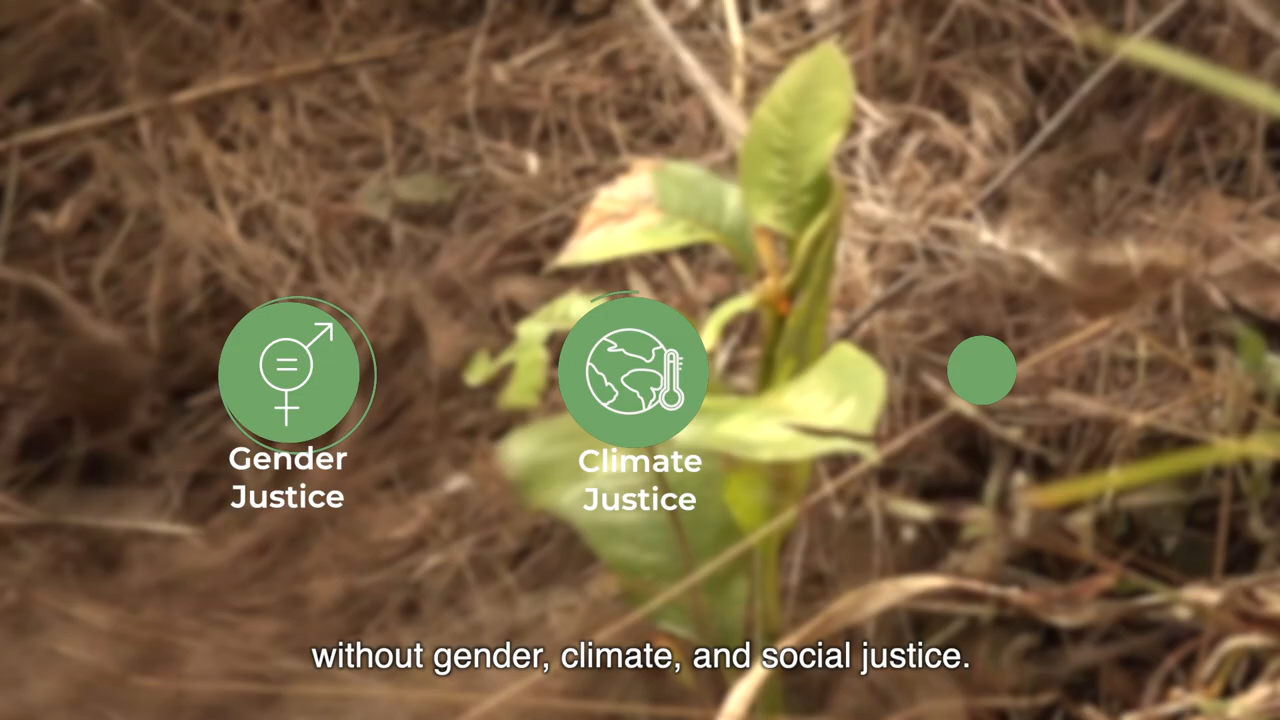 Gender
Justice
Climate
Justice
without gender, climate, and social justice.